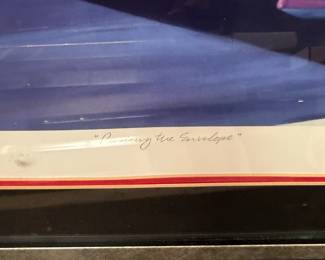 "Pushing the Envelope"